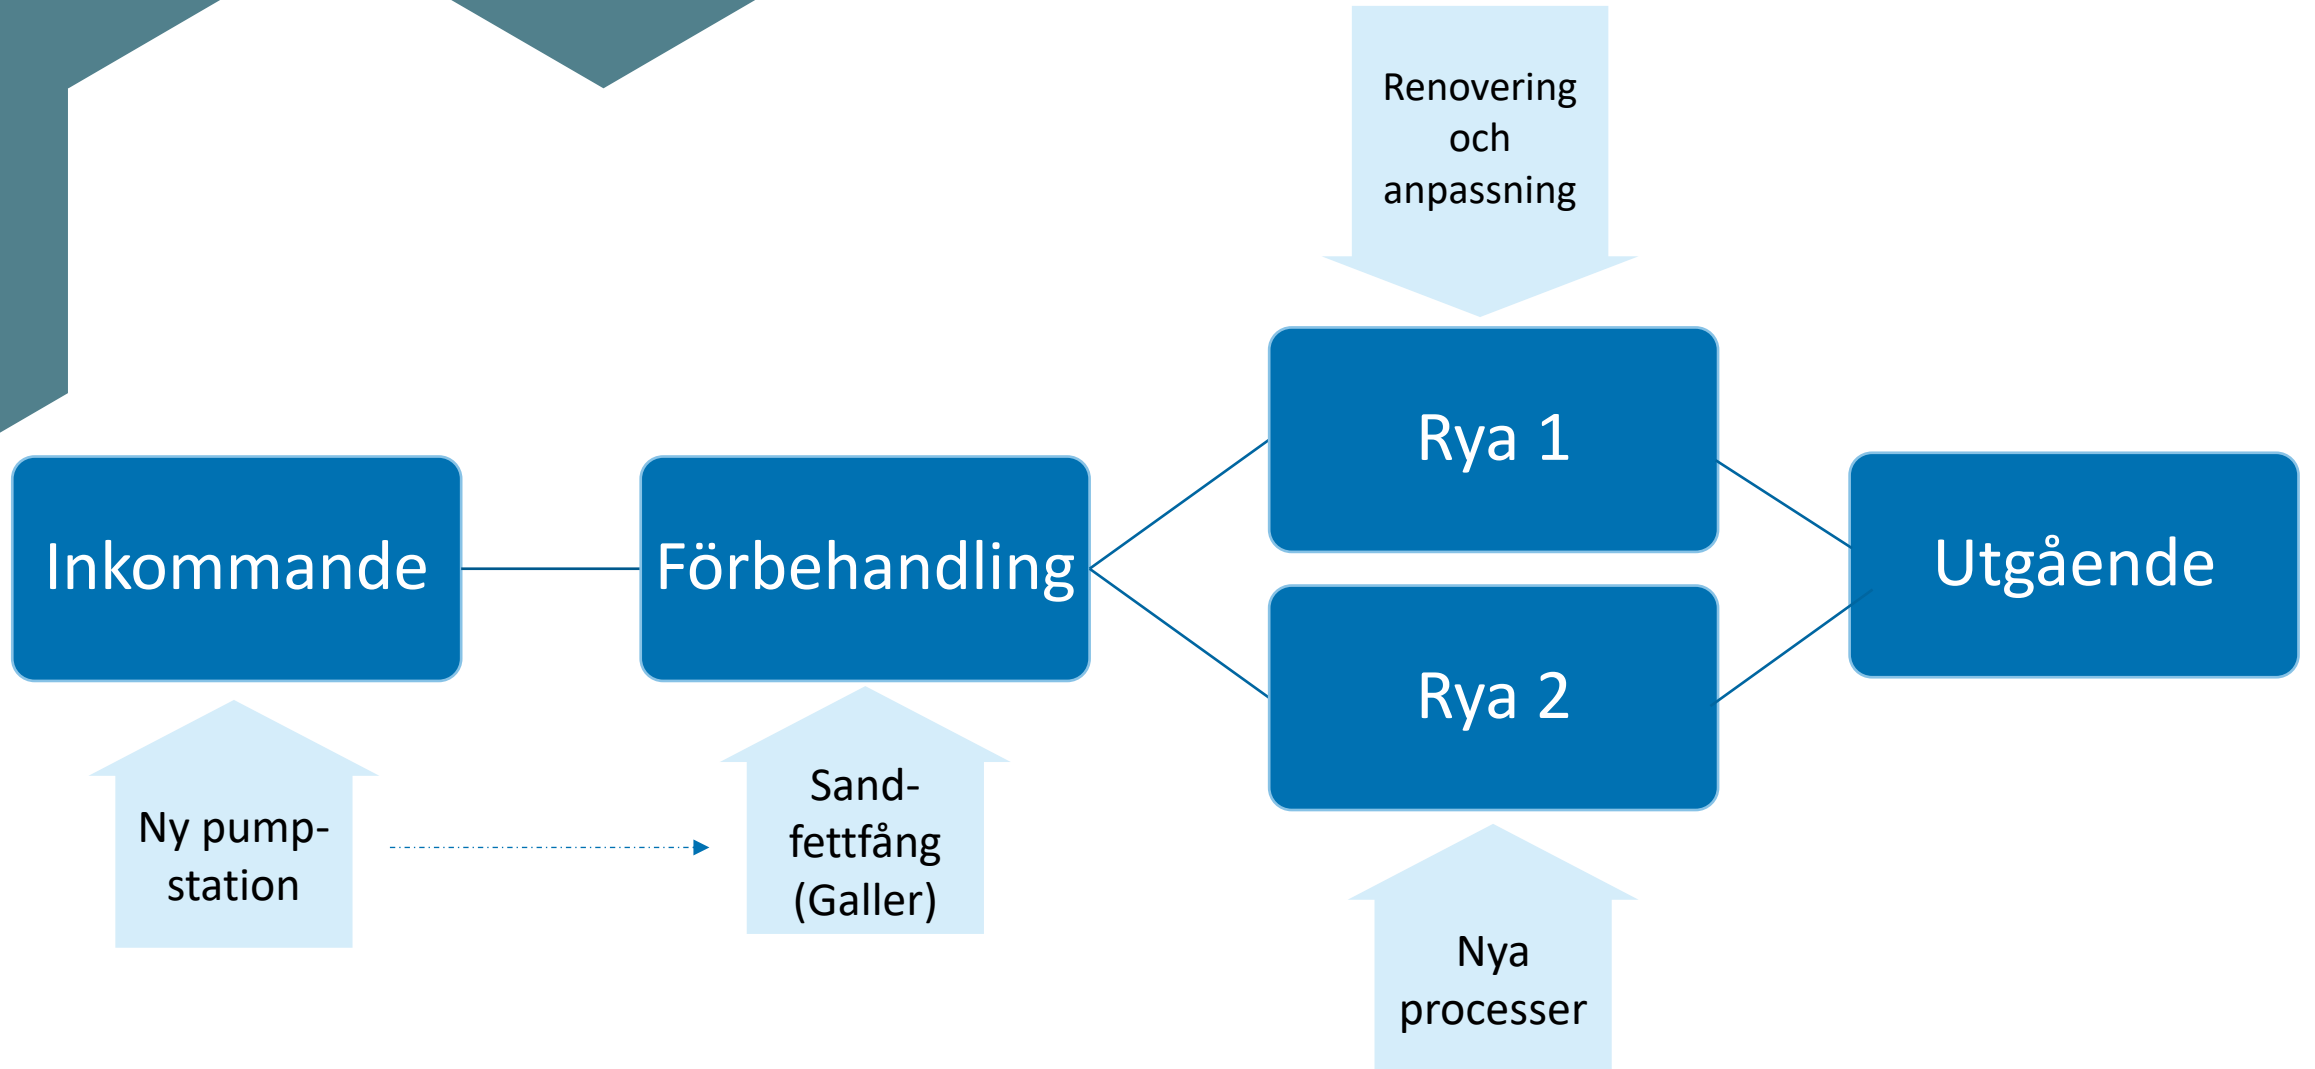 Renovering
och
anpassning
Inkommande
Förbehandling
Rya 1
Rya 2
Utgående
Ny pump-
station
Sand-
fettfång
(Galler)
Nya
processer